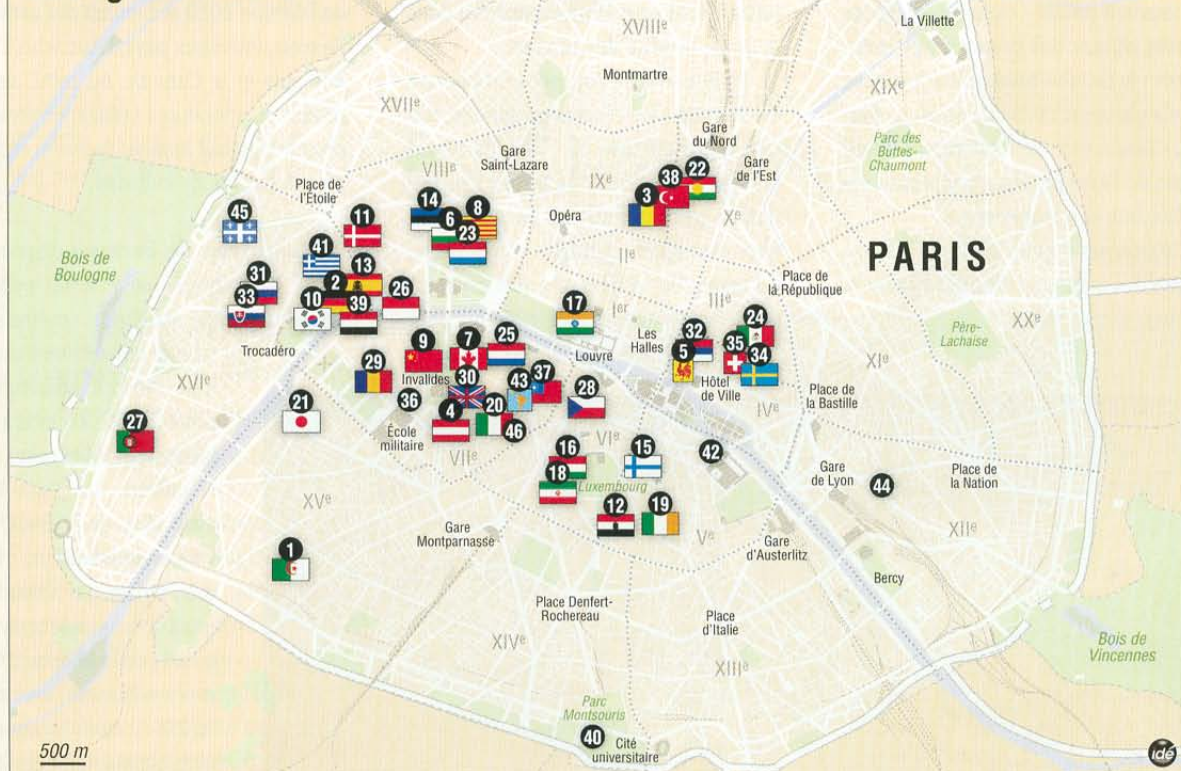 La Villette
XVIIIᵉ
Montmartre
XIXᵉ
XVIIᵉ
Gare
du Nord
Parc des
Buttes-
Chaumont
Gare
Saint-Lazare
Gare
de l'Est
VIIIᵉ
38
22
Place de
l'Étoile
IXᵉ
3
14
8
45
11
6
Opéra
Xᵉ
23
PARIS
41
Bois de
Boulogne
IIᵉ
31
13
2
Place de
la République
33
10
39
26
17
Iᵉʳ
IIIᵉ
24
XXᵉ
Trocadéro
9
7
25
Louvre
Les
Halles
32
5
35
34
Père-
Lachaise
XIᵉ
29
Invalides
30
43
37
28
Hôtel
de Ville
XVIᵉ
36
4
20
46
IVᵉ
Place de
la Bastille
21
École
militaire
27
VIIᵉ
16
VIᵉ
15
42
18
Luxembourg
Gare
de Lyon
44
Place de
la Nation
XVᵉ
12
19
Gare
Montparnasse
Vᵉ
Gare
d'Austerlitz
XIIᵉ
1
Bercy
Place Denfert-
Rochereau
Place
d'Italie
XIVᵉ
XIIIᵉ
Bois de
Vincennes
Parc
Montsouris
40
Cité
universitaire
500 m
idé